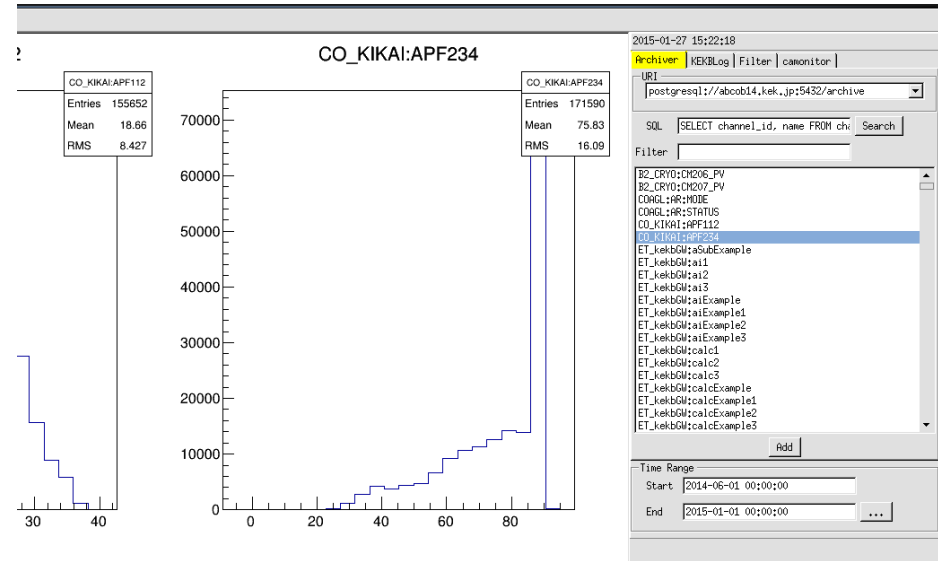 2
CO_KIKAI:APF112
Entries 155652
Mean 18.66
RMS 8.427
30 40
CO_KIKAI:APF234
CO_KIKAI:APF234
Entries 171590
Mean 75.83
RMS 16.09
70000
60000
50000
40000
30000
20000
10000
0
0 20 40 60 80
2015-01-27 15:22:18
Archiver KEKBLog Filter camonitor
URI
postgresql://abcob14.kek.jp:5432/archive
SQL SELECT channel_id, name FROM cha Search
Filter
B2_CRYO:CM206_PV
B2_CRYO:CM207_PV
COAGL:AR:MODE
COAGL:AR:STATUS
CO_KIKAI:APF112
CO_KIKAI:APF234
ET_kekbGW:aSubExample
ET_kekbGW:ai1
ET_kekbGW:ai2
ET_kekbGW:ai3
ET_kekbGW:aiExample
ET_kekbGW:aiExample1
ET_kekbGW:aiExample2
ET_kekbGW:aiExample3
ET_kekbGW:calc1
ET_kekbGW:calc2
ET_kekbGW:calc3
ET_kekbGW:calcExample
ET_kekbGW:calcExample1
ET_kekbGW:calcExample2
ET_kekbGW:calcExample3
Add
Time Range
Start 2014-06-01 00:00:00
End 2015-01-01 00:00:00 ...